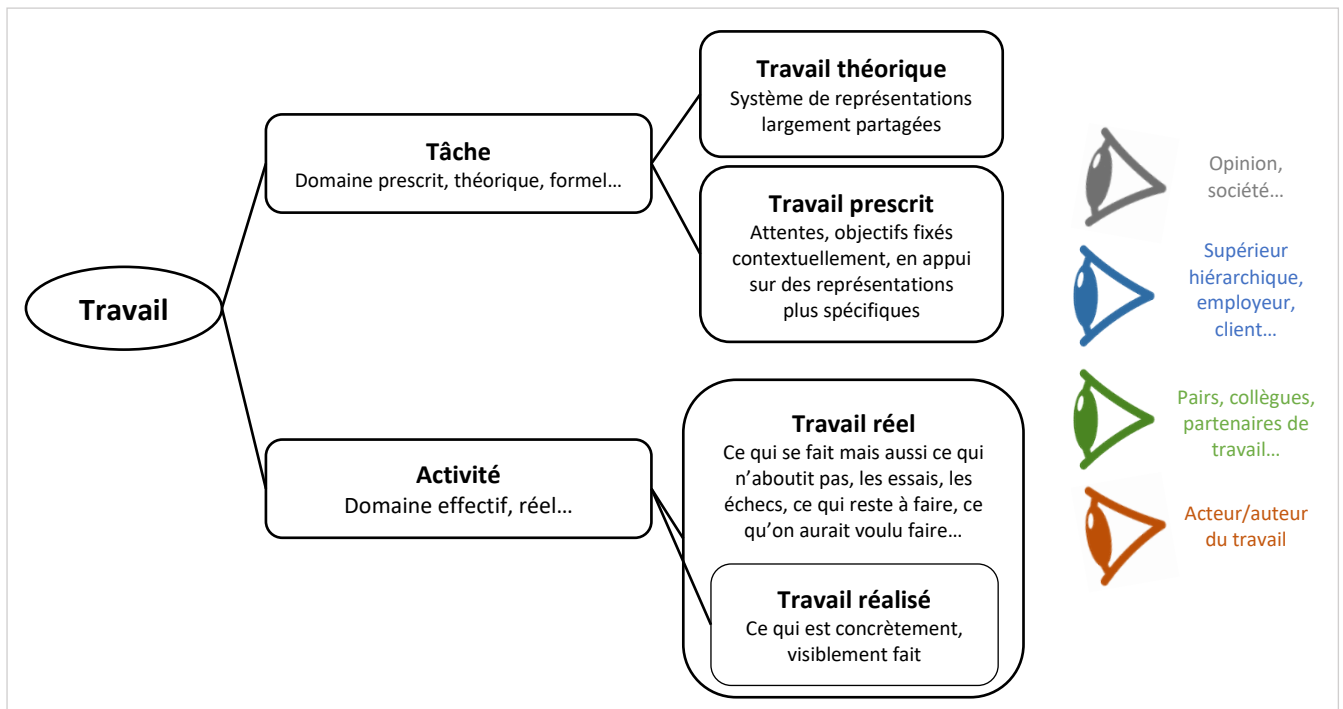 Travail
Tâche
Domaine prescrit, théorique, formel…
Activité
Domaine effectif, réel…
Travail théorique
Système de représentations
largement partagées
Travail prescrit
Attentes, objectifs fixés
contextuellement, en appui
sur des représentations
plus spécifiques
Travail réel
Ce qui se fait mais aussi ce qui
n’aboutit pas, les essais, les
échecs, ce qui reste à faire, ce
qu’on aurait voulu faire…
Travail réalisé
Ce qui est concrètement,
visiblement fait
Opinion,
société…
Supérieur
hiérarchique,
employeur,
client…
Pairs, collègues,
partenaires de
travail…
Acteur/auteur
du travail